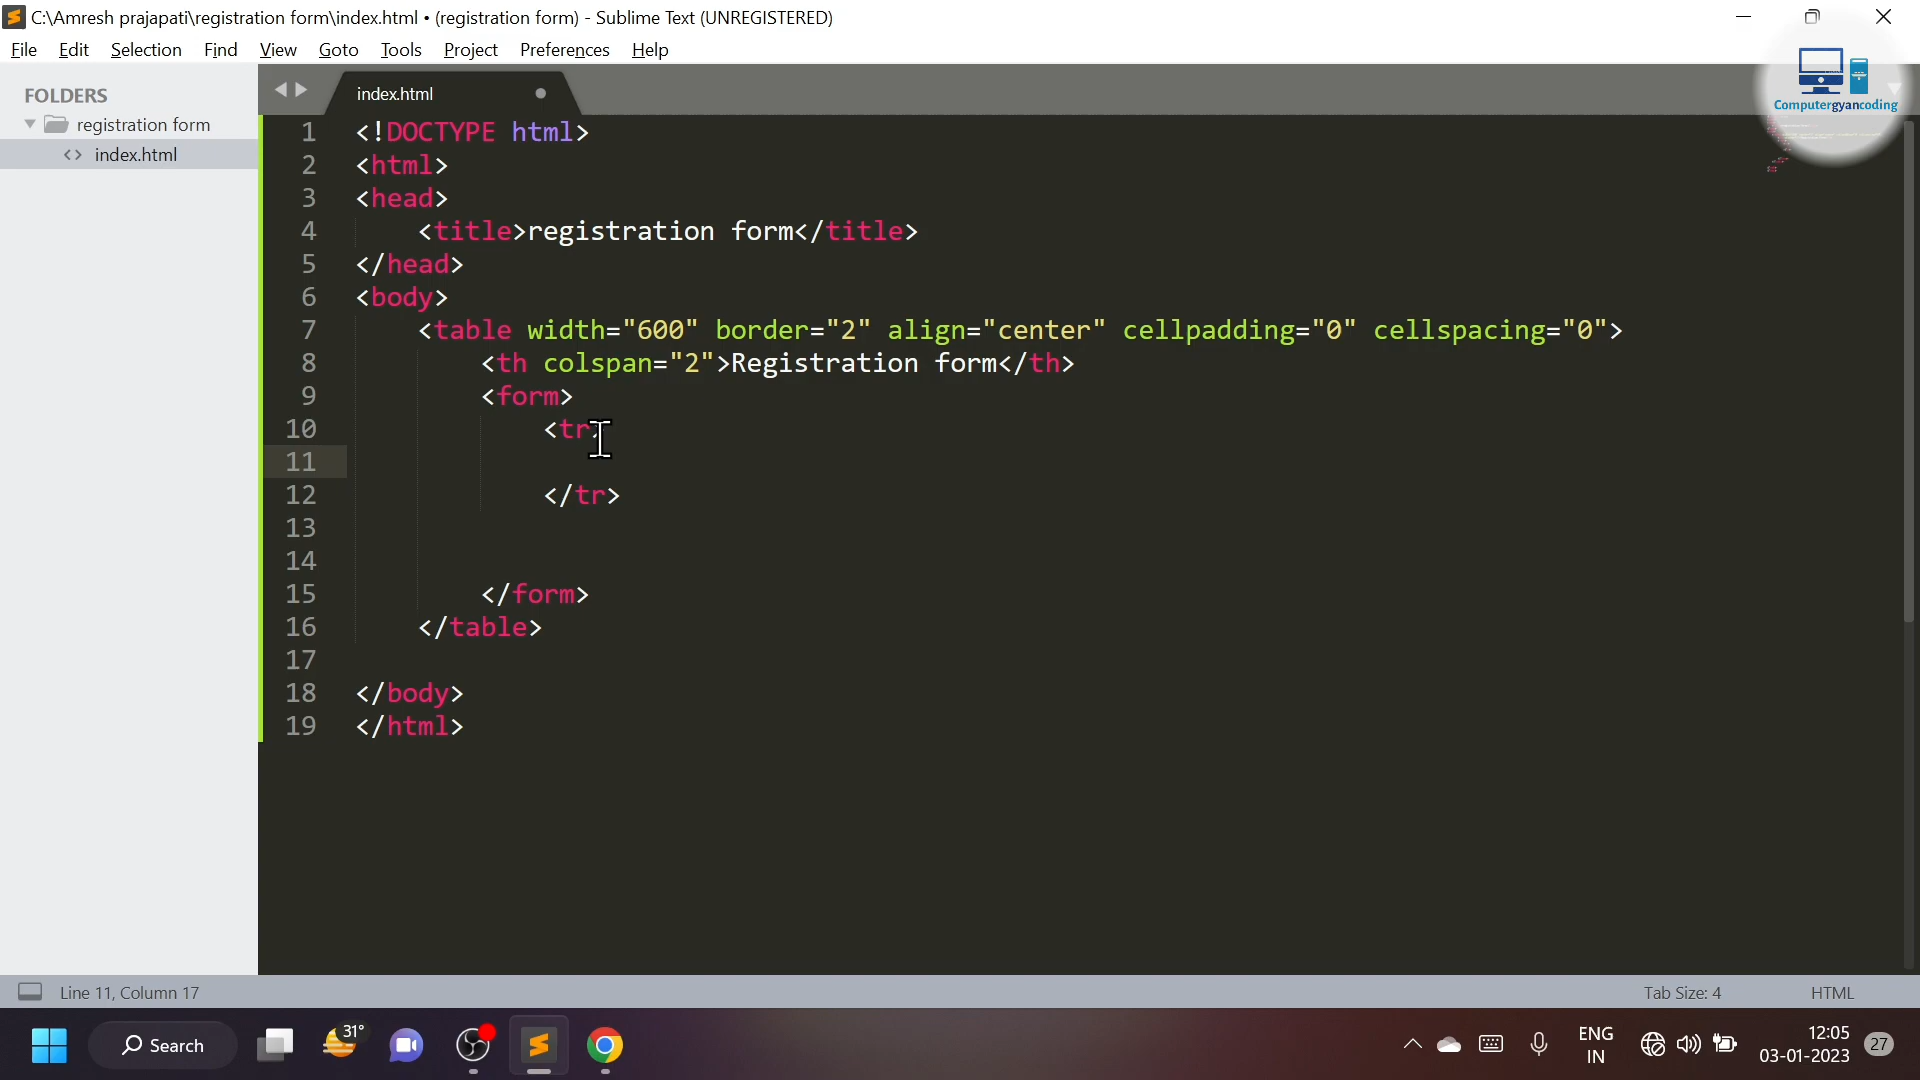 C:\Amresh prajapati\registration form\index.html • (registration form) - Sublime Text (UNREGISTERED)
File Edit Selection Find View Goto Tools Project Preferences Help
Computergyancoding
FOLDERS
registration form
index.html
index.html
1 <!DOCTYPE html>
2 <html>
3 <head>
4 <title>registration form</title>
5 </head>
6 <body>
7 <table width="600" border="2" align="center" cellpadding="0" cellspacing="0">
8 <th colspan="2">Registration form</th>
9 <form>
10 <tr>
11
12 </tr>
13
14
15 </form>
16 </table>
17
18 </body>
19 </html>
Line 11, Column 17 Tab Size: 4 HTML
Search 31° ENG IN 12:05 03-01-2023 27